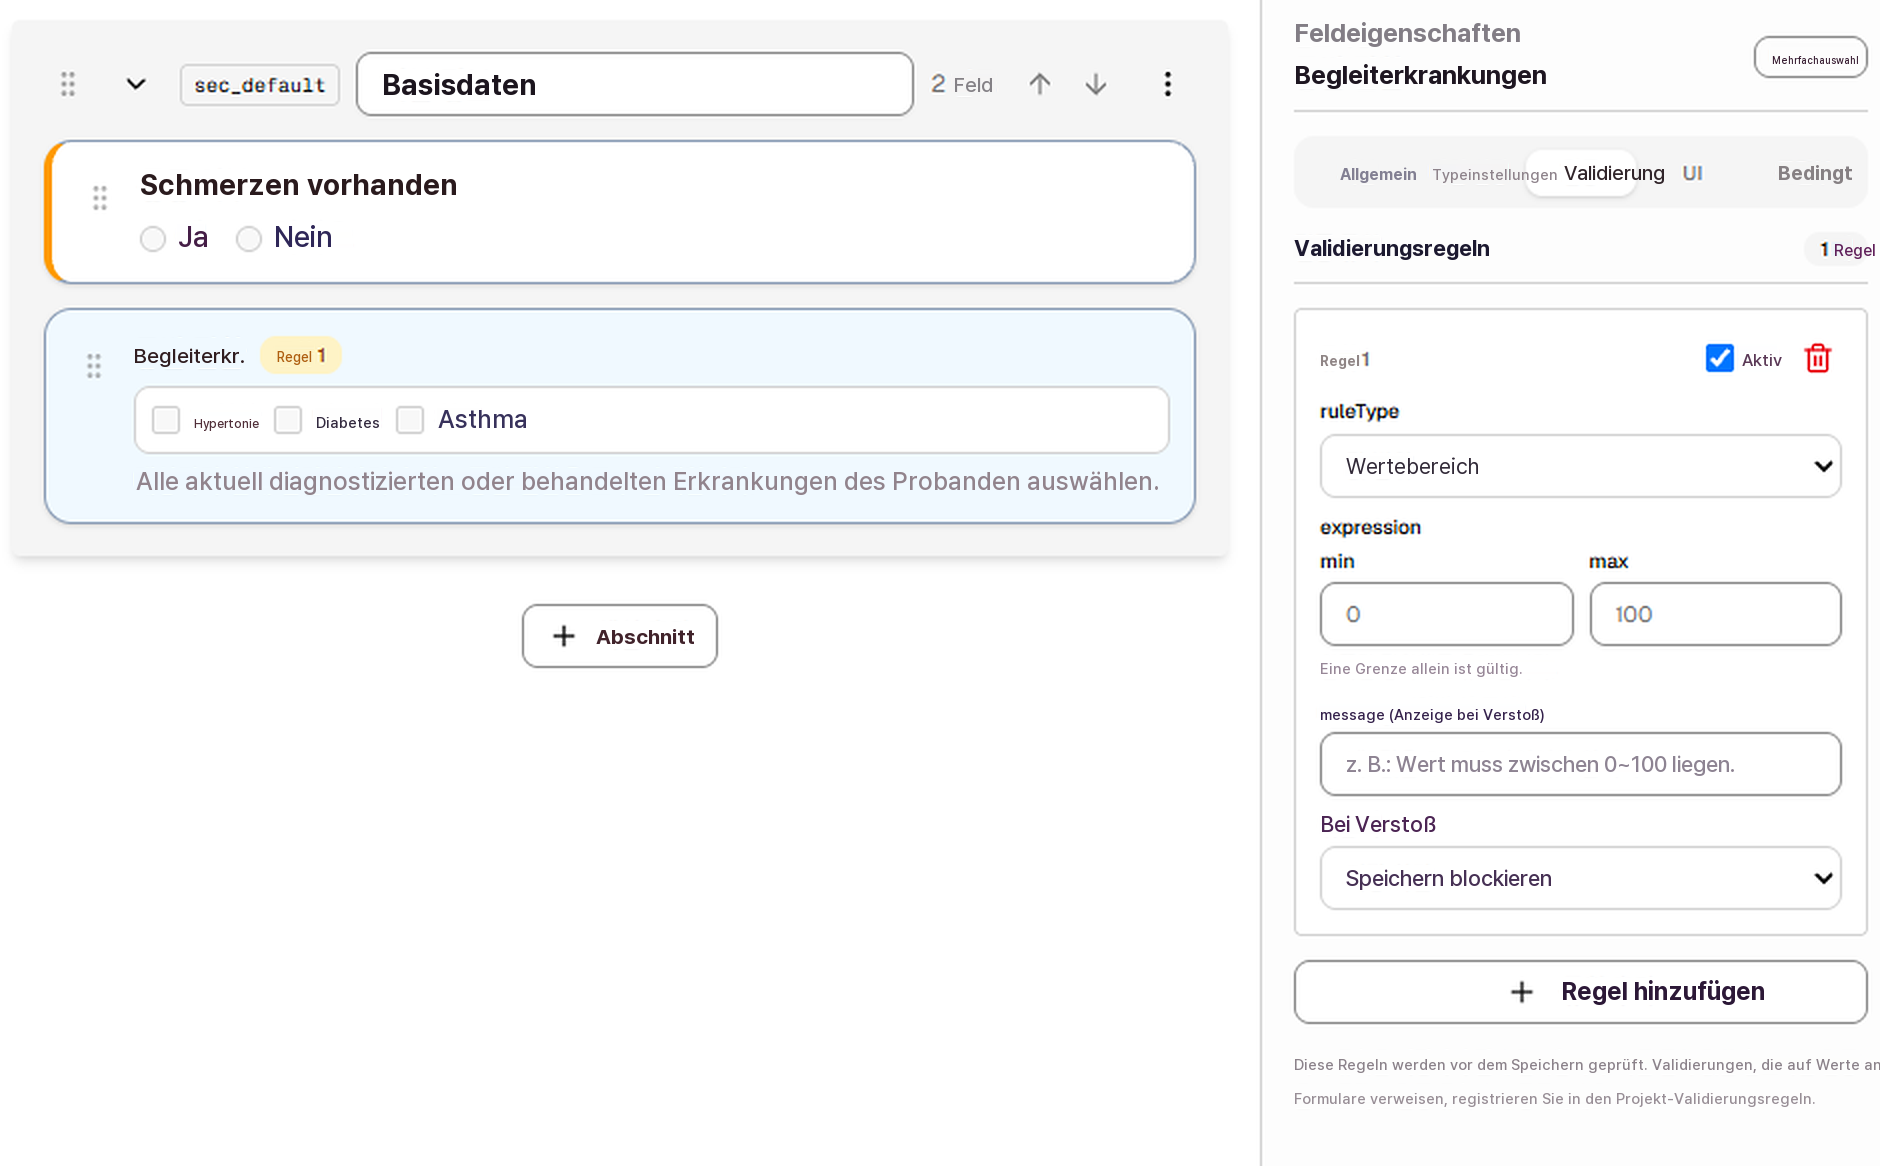 sec_default Basisdaten 2 Feld
Schmerzen vorhanden
Ja Nein
Begleiterkr. Regel 1
Hypertonie Diabetes Asthma
Alle aktuell diagnostizierten oder behandelten Erkrankungen des Probanden auswählen.
+ Abschnitt
Feldeigenschaften
Begleiterkrankungen
Mehrfachauswahl
Allgemein Typeinstellungen Validierung UI Bedingt
Validierungsregeln 1 Regel
Regel 1 Aktiv
ruleType
Wertebereich
expression
min max
0 100
Eine Grenze allein ist gültig.
message (Anzeige bei Verstoß)
z. B.: Wert muss zwischen 0~100 liegen.
Bei Verstoß
Speichern blockieren
+ Regel hinzufügen
Diese Regeln werden vor dem Speichern geprüft. Validierungen, die auf Werte an
Formulare verweisen, registrieren Sie in den Projekt-Validierungsregeln.